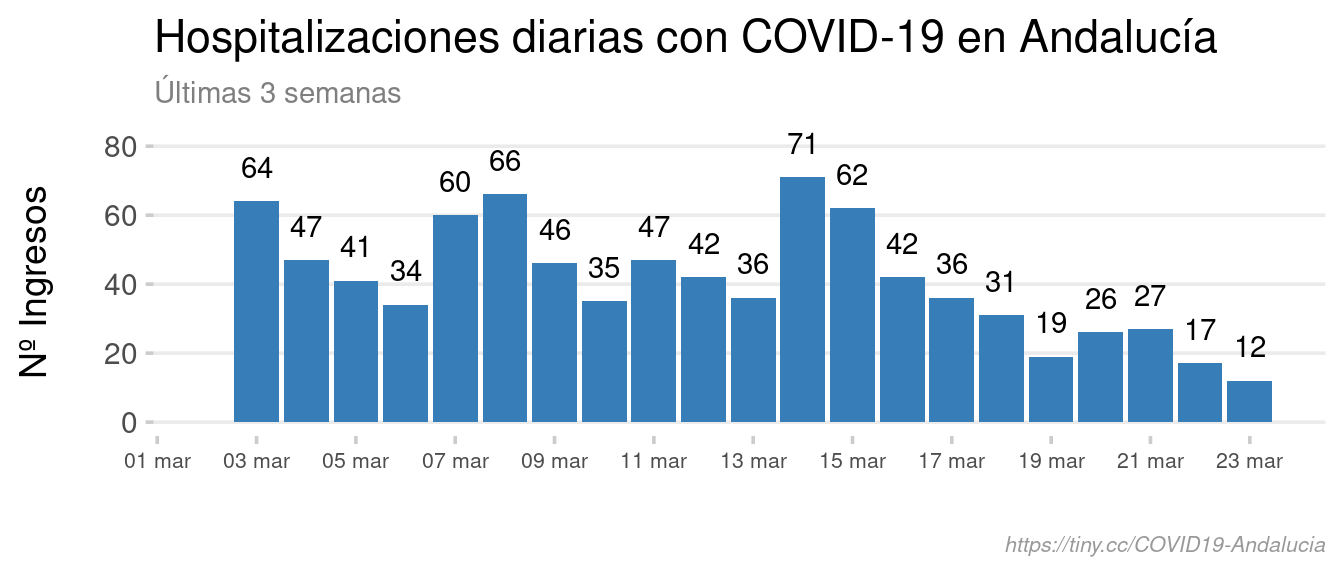 Hospitalizaciones diarias con COVID-19 en Andalucía
Últimas 3 semanas
Nº Ingresos
80
60
40
20
0
64
47
41
34
60
66
46
35
47
42
36
71
62
42
36
31
19
26
27
17
12
01 mar
03 mar
05 mar
07 mar
09 mar
11 mar
13 mar
15 mar
17 mar
19 mar
21 mar
23 mar
https://tiny.cc/COVID19-Andalucia